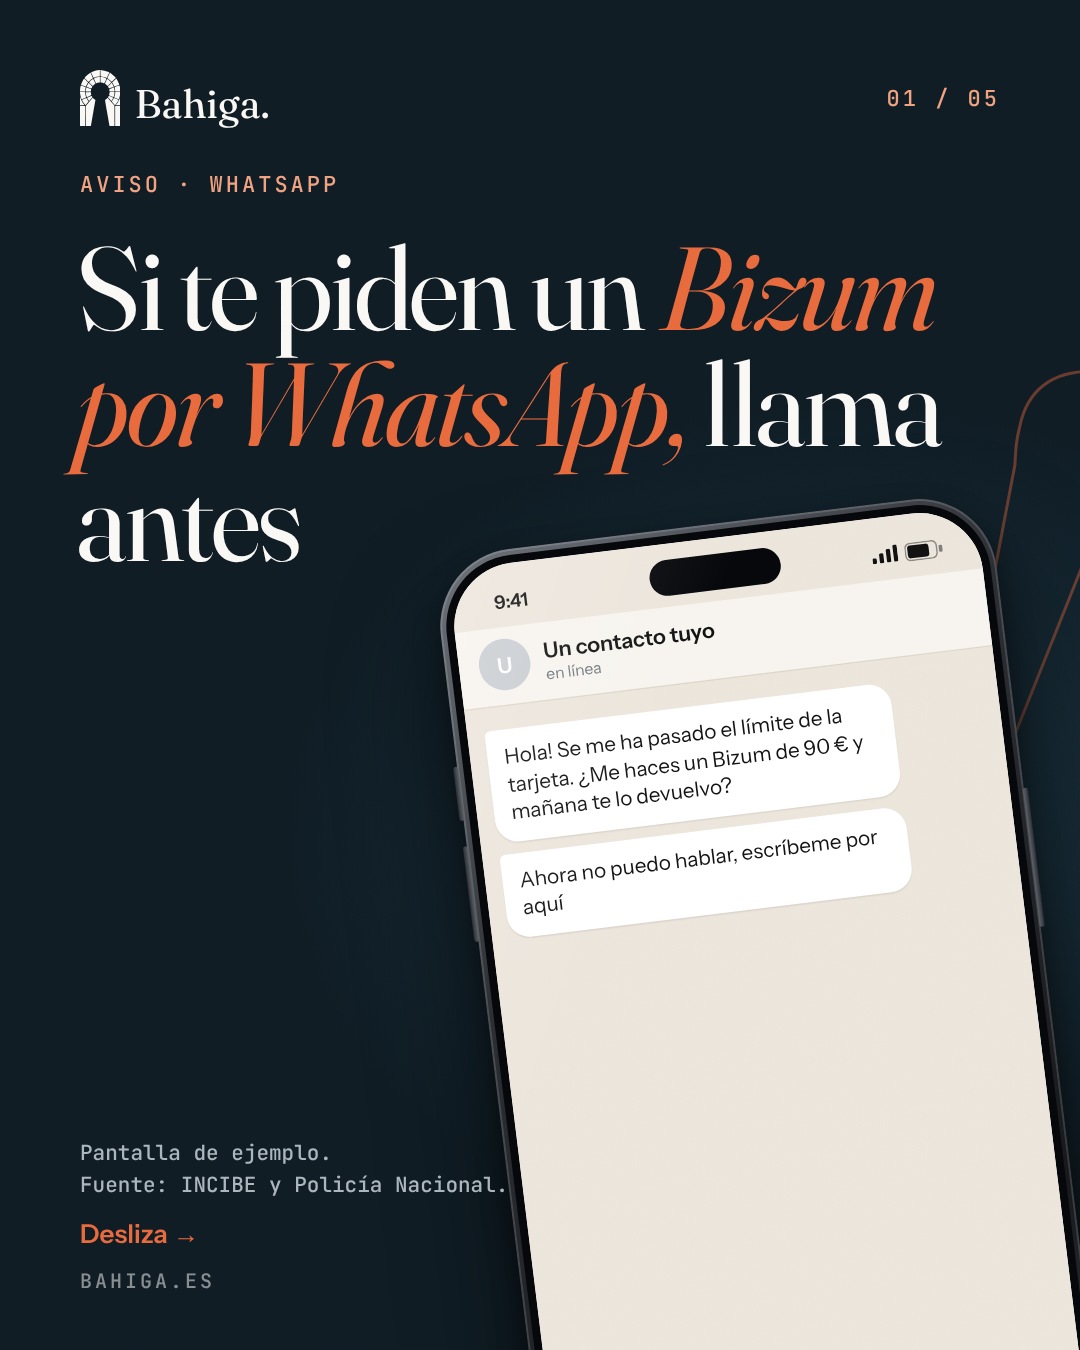 Bahiga.
01 / 05
AVISO · WHATSAPP
Si te piden un Bizum
por WhatsApp, llama
antes
9:41
U
Un contacto tuyo
en línea
Hola! Se me ha pasado el límite de la
tarjeta. ¿Me haces un Bizum de 90 € y
mañana te lo devuelvo?
Ahora no puedo hablar, escríbeme por
aquí
Pantalla de ejemplo.
Fuente: INCIBE y Policía Nacional.
Desliza →
BAHIGA.ES